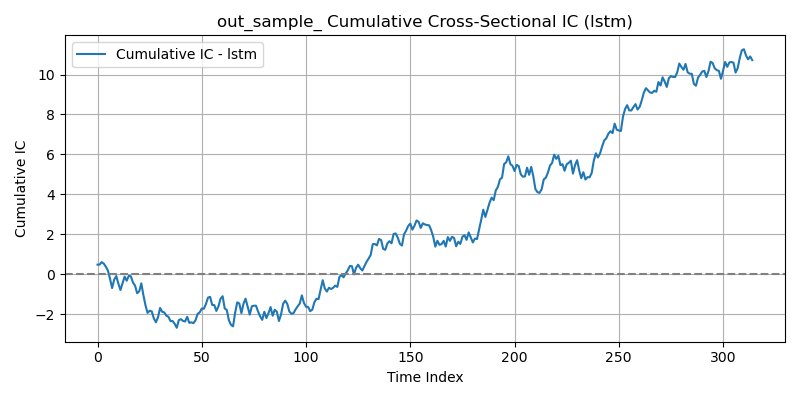 out_sample_ Cumulative Cross-Sectional IC (lstm)
Cumulative IC - lstm
Cumulative IC
10
8
6
4
2
0
−2
0 50 100 150 200 250 300
Time Index